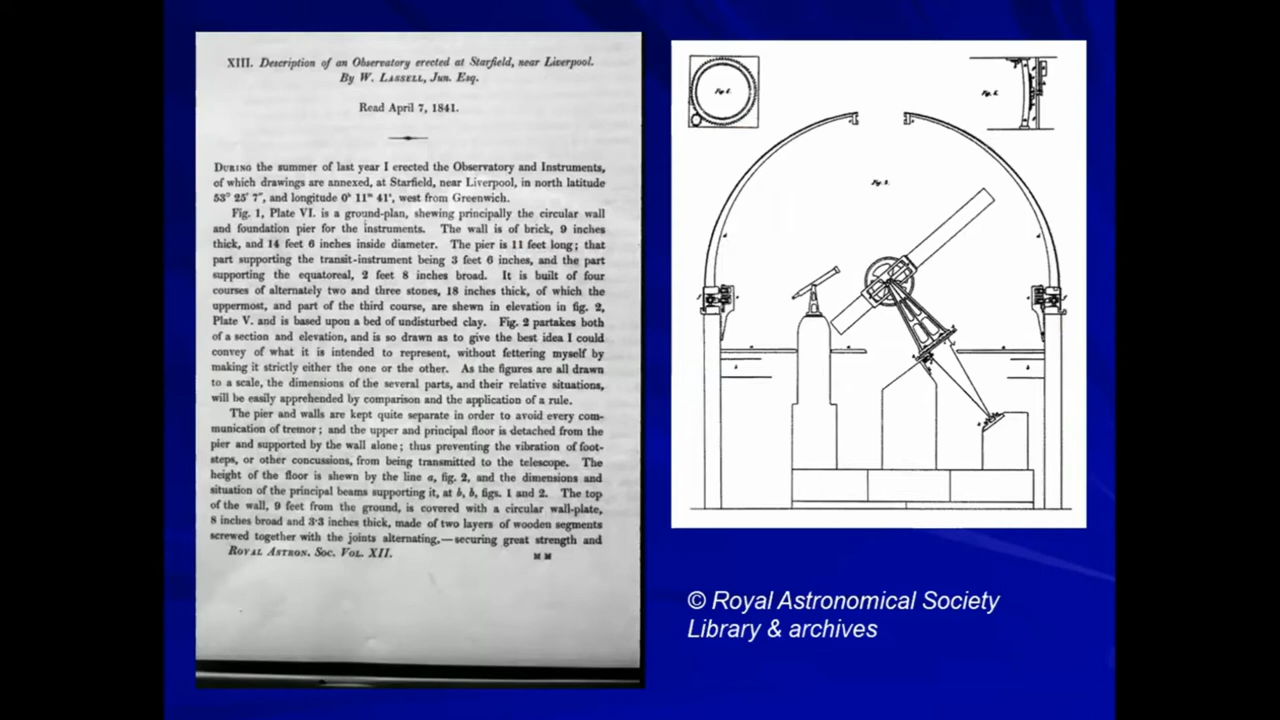 XIII. Description of an Observatory erected at Starfield, near Liverpool.
By W. LASSELL, Jun. Esq.
Read April 7, 1841.
DURING the summer of last year I erected the Observatory and Instruments,
of which drawings are annexed, at Starfield, near Liverpool, in north latitude
53° 25′ 7″, and longitude 0ʰ 11ᵐ 41ˢ, west from Greenwich.
Fig. 1, Plate VI. is a ground-plan, shewing principally the circular wall
and foundation pier for the instruments. The wall is of brick, 9 inches
thick, and 14 feet 6 inches inside diameter. The pier is 11 feet long; that
part supporting the transit-instrument being 3 feet 6 inches, and the part
supporting the equatoreal, 2 feet 8 inches broad. It is built of four
courses of alternately two and three stones, 18 inches thick, of which the
uppermost, and part of the third course, are shewn in elevation in fig. 2,
Plate V. and is based upon a bed of undisturbed clay. Fig. 2 partakes both
of a section and elevation, and is so drawn as to give the best idea I could
convey of what it is intended to represent, without fettering myself by
making it strictly either the one or the other. As the figures are all drawn
to a scale, the dimensions of the several parts, and their relative situations,
will be easily apprehended by comparison and the application of a rule.
The pier and walls are kept quite separate in order to avoid every com-
munication of tremor; and the upper and principal floor is detached from the
pier and supported by the wall alone; thus preventing the vibration of foot-
steps, or other concussions, from being transmitted to the telescope. The
height of the floor is shewn by the line a, fig. 2, and the dimensions and
situation of the principal beams supporting it, at b, b, figs. 1 and 2. The top
of the wall, 9 feet from the ground, is covered with a circular wall-plate,
8 inches broad and 3·3 inches thick, made of two layers of wooden segments
screwed together with the joints alternating,—securing great strength and
ROYAL ASTRON. SOC. VOL. XII.
M M
© Royal Astronomical Society
Library & archives